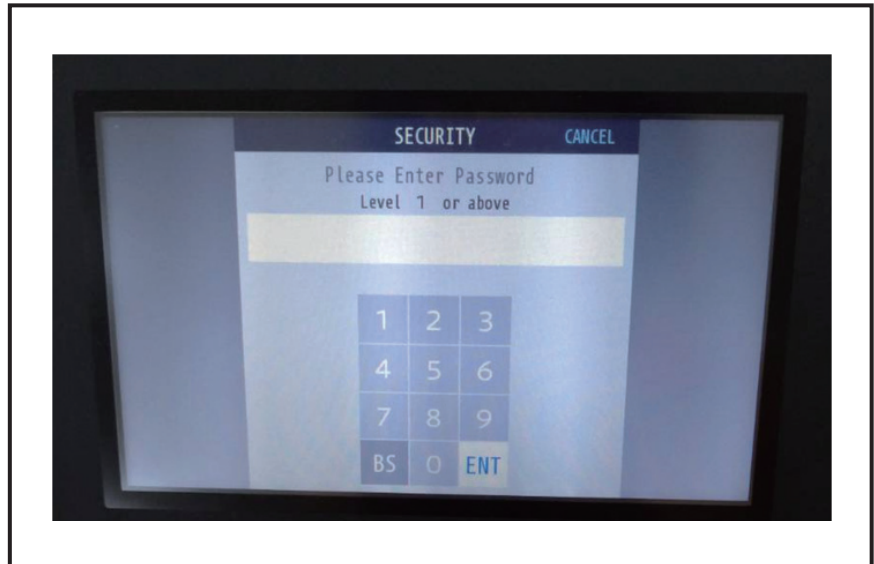 SECURITY CANCEL
Please Enter Password
Level 1 or above
1 2 3
4 5 6
7 8 9
BS 0 ENT